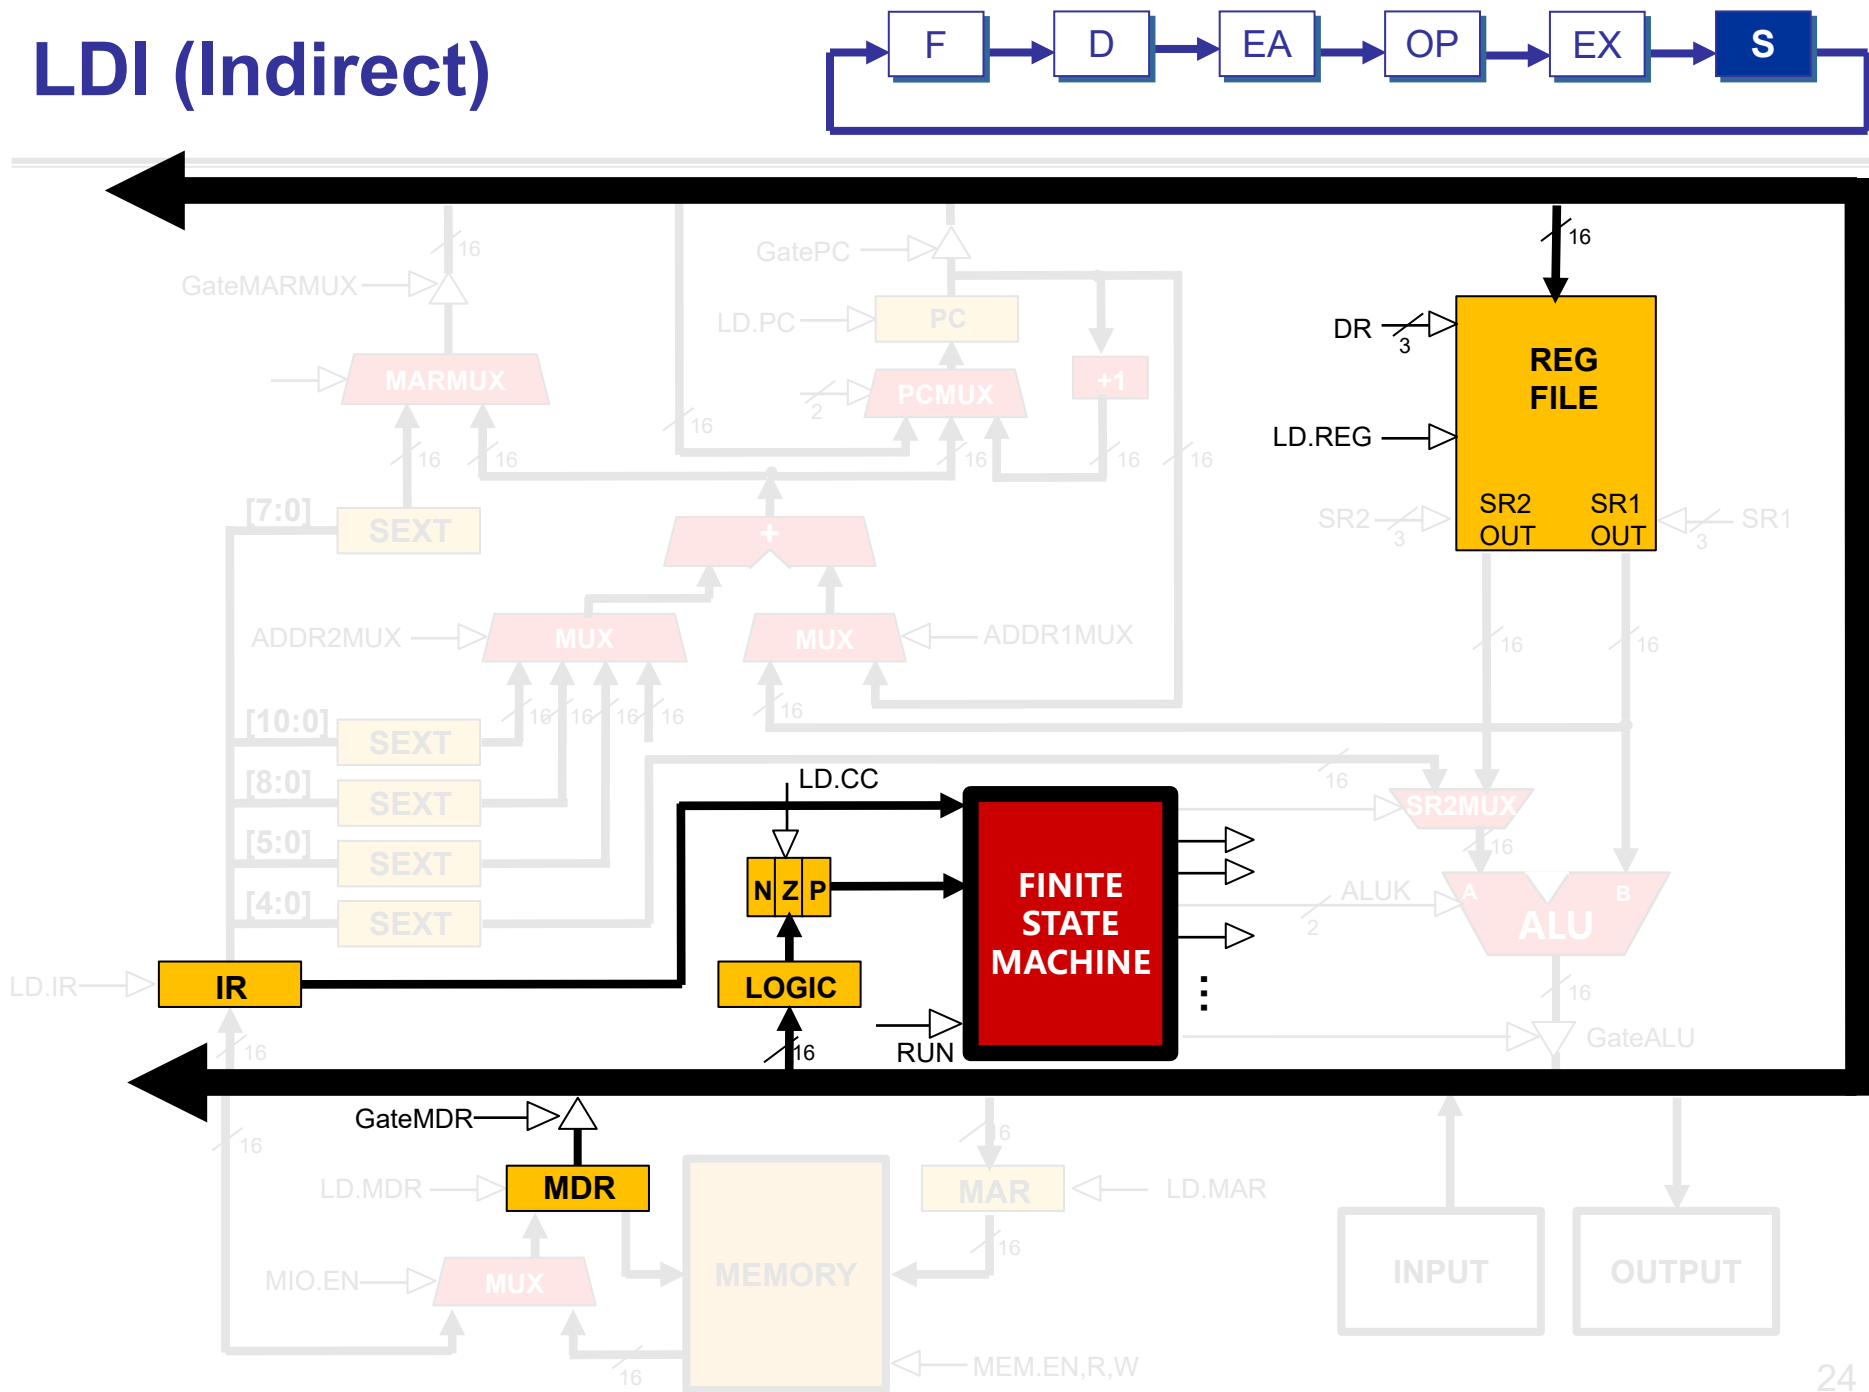 LDI (Indirect)
F D EA OP EX S
16
16
GatePC
GateMARMUX
LD.PC
PC
DR
3
REG
FILE
MARMUX
PCMUX
+1
2
16
LD.REG
16
16
16
16
16
[7:0]
SEXT
+
SR2
3
SR2
OUT
SR1
OUT
SR1
3
ADDR2MUX
MUX
MUX
ADDR1MUX
16
16
16
16
16
16
16
[10:0]
SEXT
[8:0]
SEXT
LD.CC
16
SR2MUX
[5:0]
SEXT
16
N Z P
FINITE
STATE
MACHINE
ALUK
2
A
B
ALU
[4:0]
SEXT
LD.IR
IR
LOGIC
⋮
16
16
16
RUN
GateALU
GateMDR
16
16
LD.MDR
MDR
MAR
LD.MAR
16
MIO.EN
MUX
MEMORY
INPUT
OUTPUT
16
MEM.EN,R,W
24